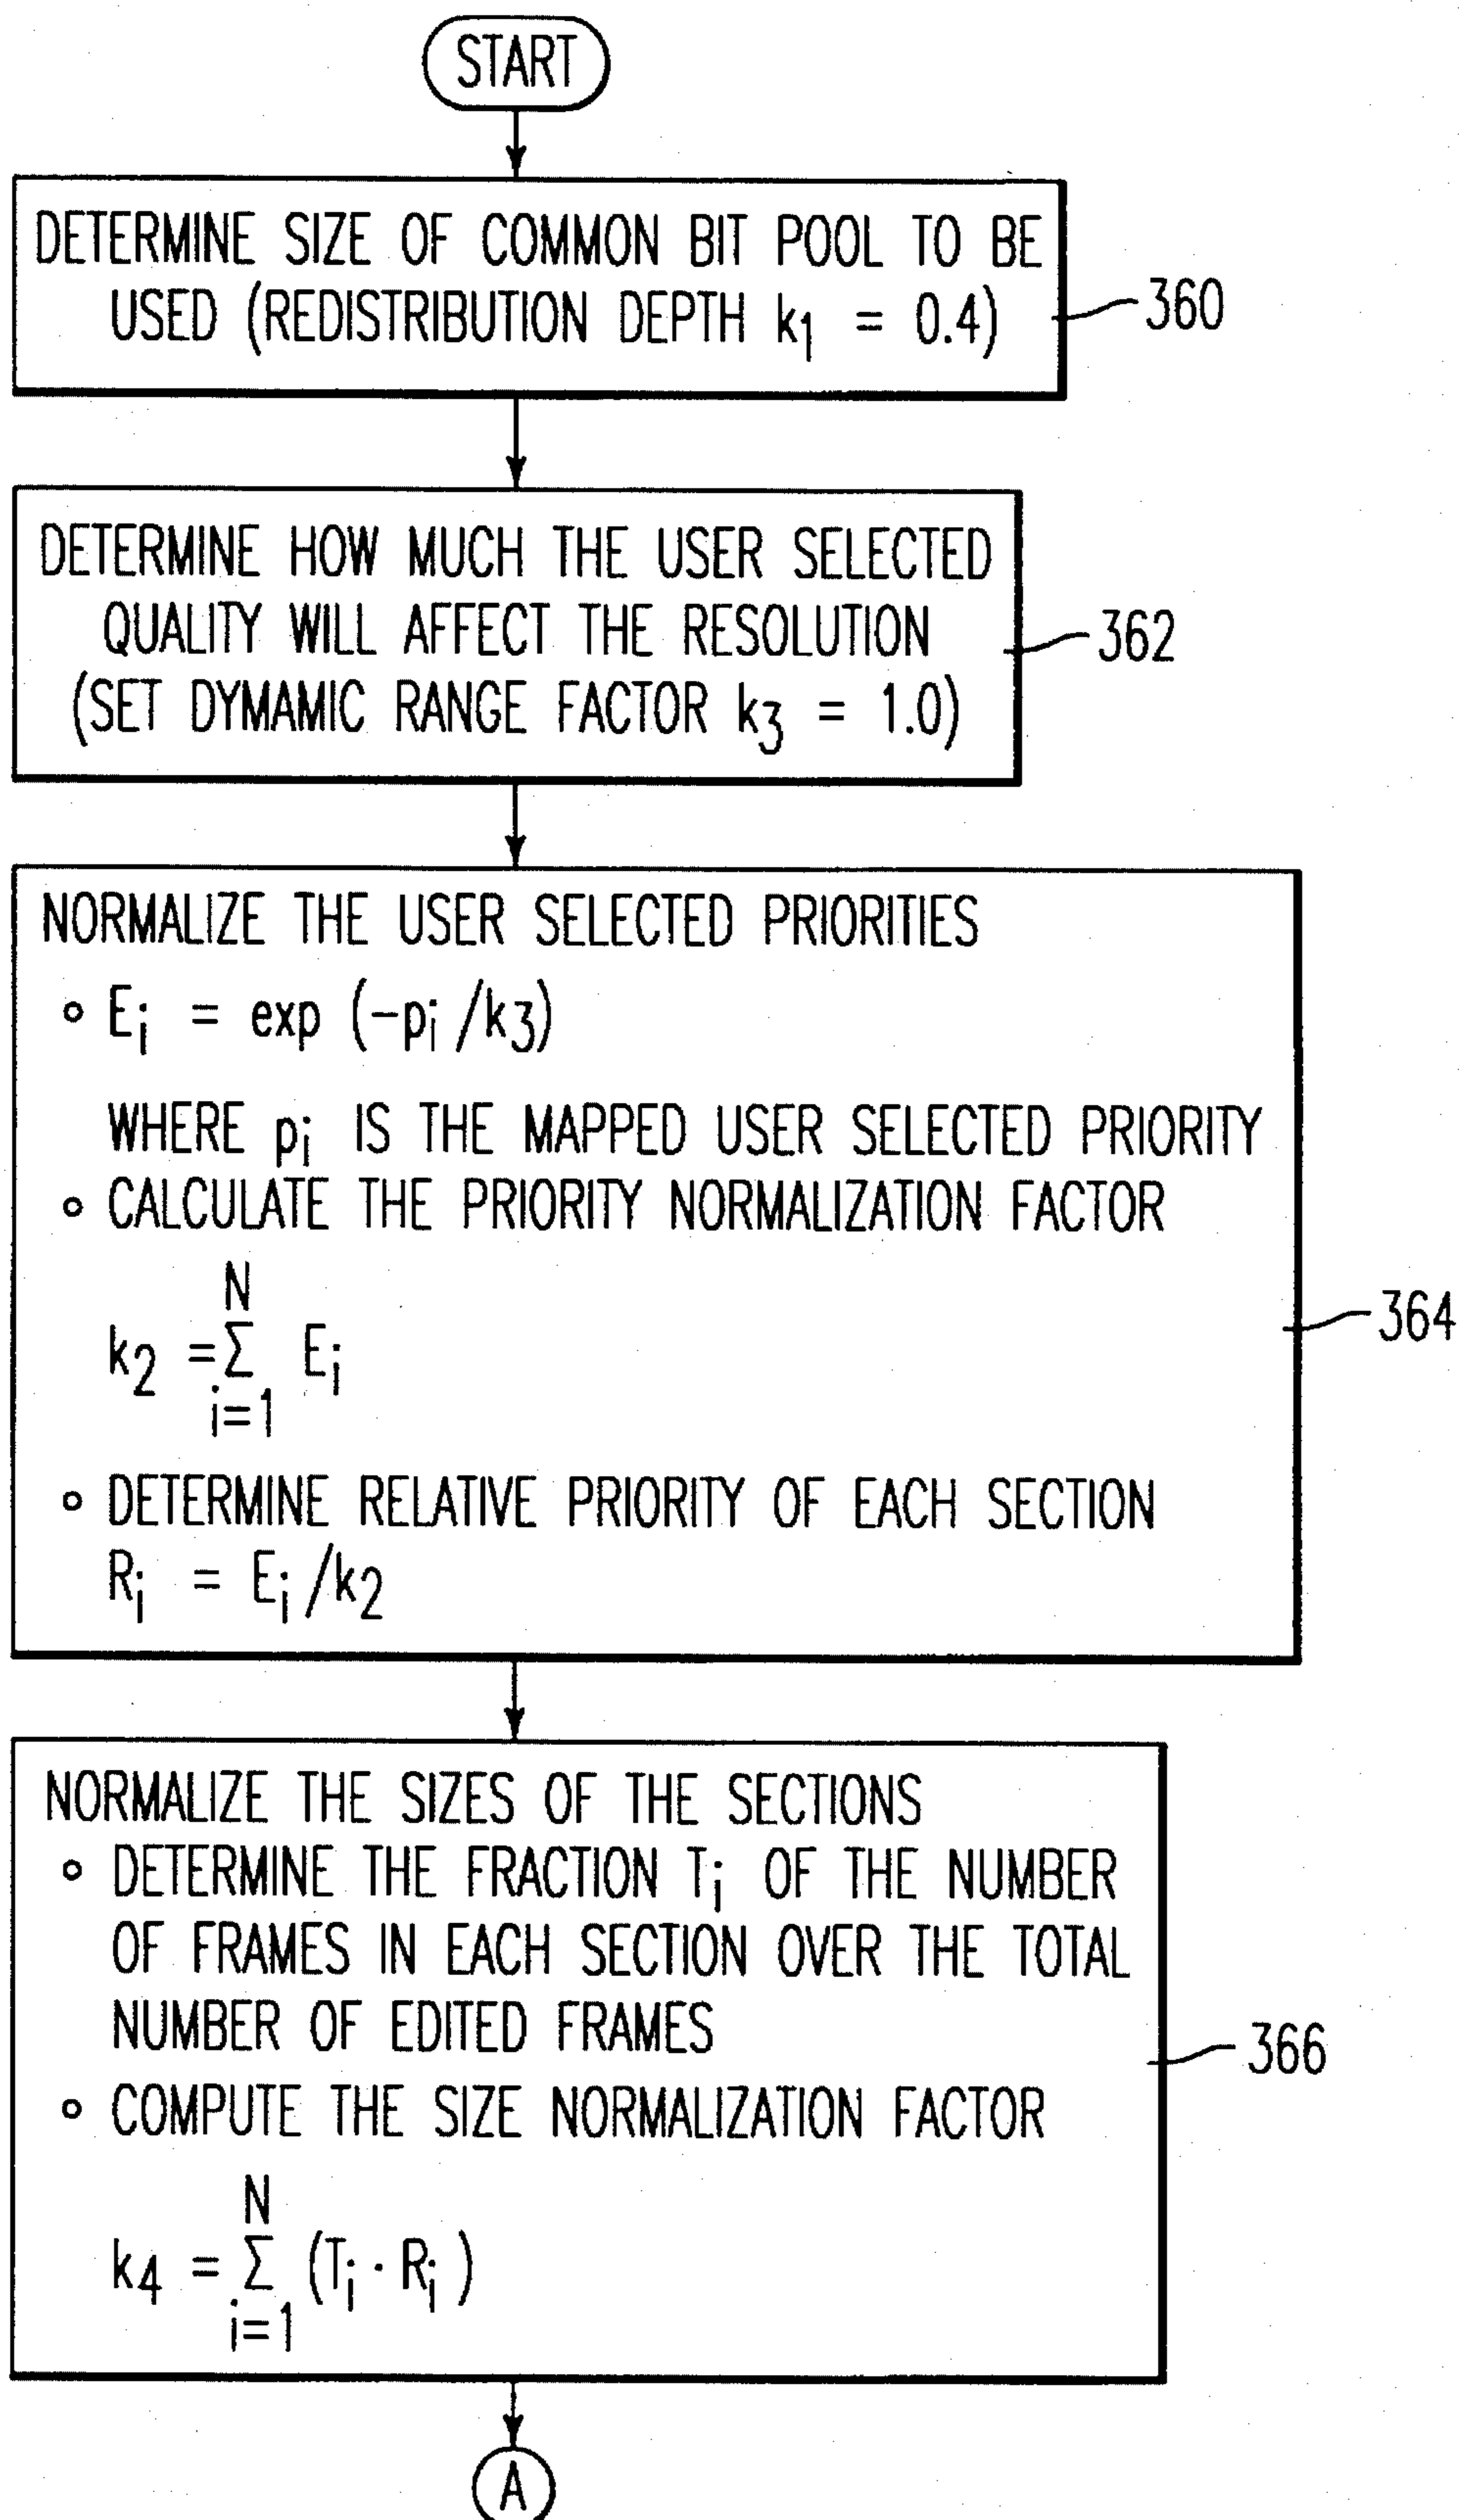 START
DETERMINE SIZE OF COMMON BIT POOL TO BE
USED (REDISTRIBUTION DEPTH k1 = 0.4)
360
DETERMINE HOW MUCH THE USER SELECTED
QUALITY WILL AFFECT THE RESOLUTION
(SET DYMAMIC RANGE FACTOR k3 = 1.0)
362
NORMALIZE THE USER SELECTED PRIORITIES
∘ Ei = exp (-pi /k3)
WHERE pi IS THE MAPPED USER SELECTED PRIORITY
∘ CALCULATE THE PRIORITY NORMALIZATION FACTOR
N
k2 = Σ Ei
i=1
364
∘ DETERMINE RELATIVE PRIORITY OF EACH SECTION
Ri = Ei /k2
NORMALIZE THE SIZES OF THE SECTIONS
∘ DETERMINE THE FRACTION Ti OF THE NUMBER
OF FRAMES IN EACH SECTION OVER THE TOTAL
NUMBER OF EDITED FRAMES
366
∘ COMPUTE THE SIZE NORMALIZATION FACTOR
N
k4 = Σ (Ti · Ri )
i=1
A